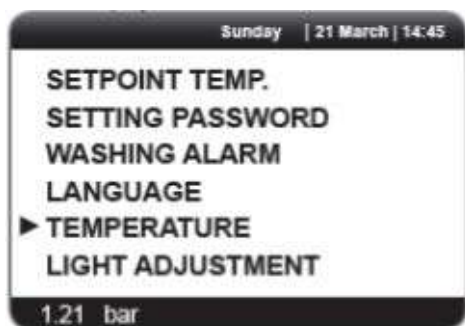 Sunday | 21 March | 14:45
SETPOINT TEMP.
SETTING PASSWORD
WASHING ALARM
LANGUAGE
TEMPERATURE
LIGHT ADJUSTMENT
1.21 bar